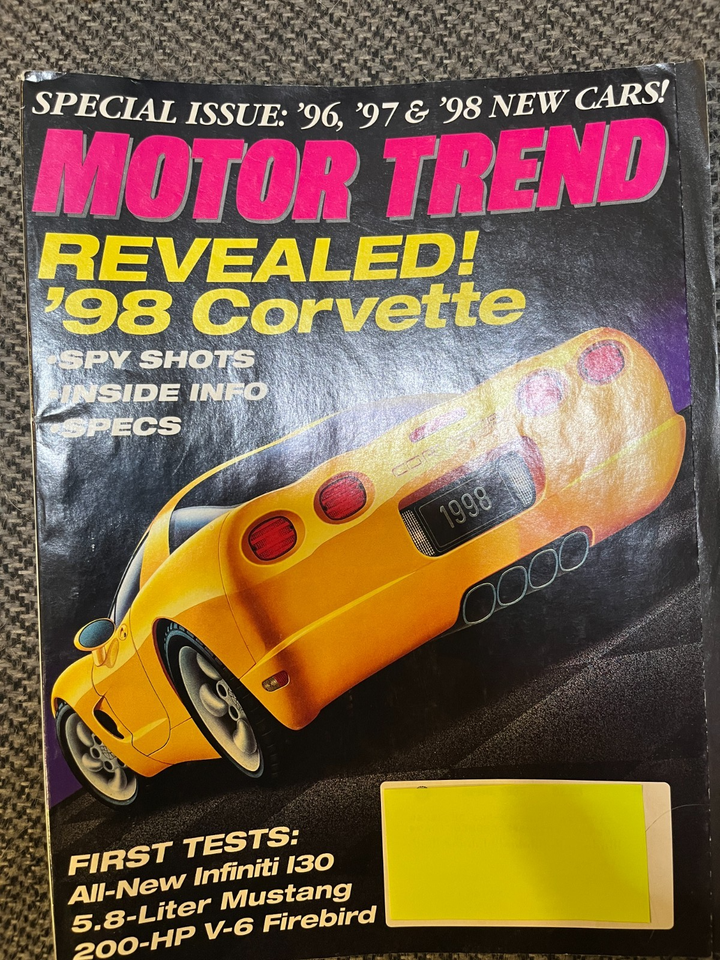 SPECIAL ISSUE: '96, '97 & '98 NEW CARS!
MOTOR TREND
REVEALED!
'98 Corvette
•SPY SHOTS
•INSIDE INFO
•SPECS
1998
FIRST TESTS:
All-New Infiniti I30
5.8-Liter Mustang
200-HP V-6 Firebird